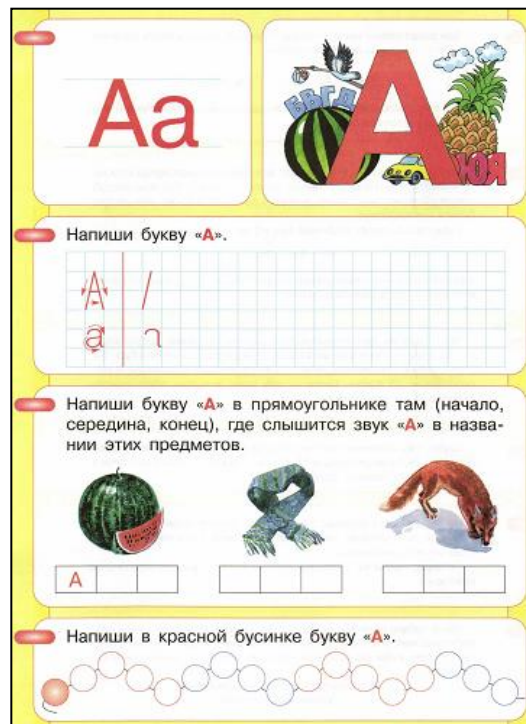 Аа
БВГД
А
ЮЯ
Напиши букву «А».
А
а
Напиши букву «А» в прямоугольнике там (начало,
середина, конец), где слышится звук «А» в назва-
нии этих предметов.
А
Напиши в красной бусинке букву «А».